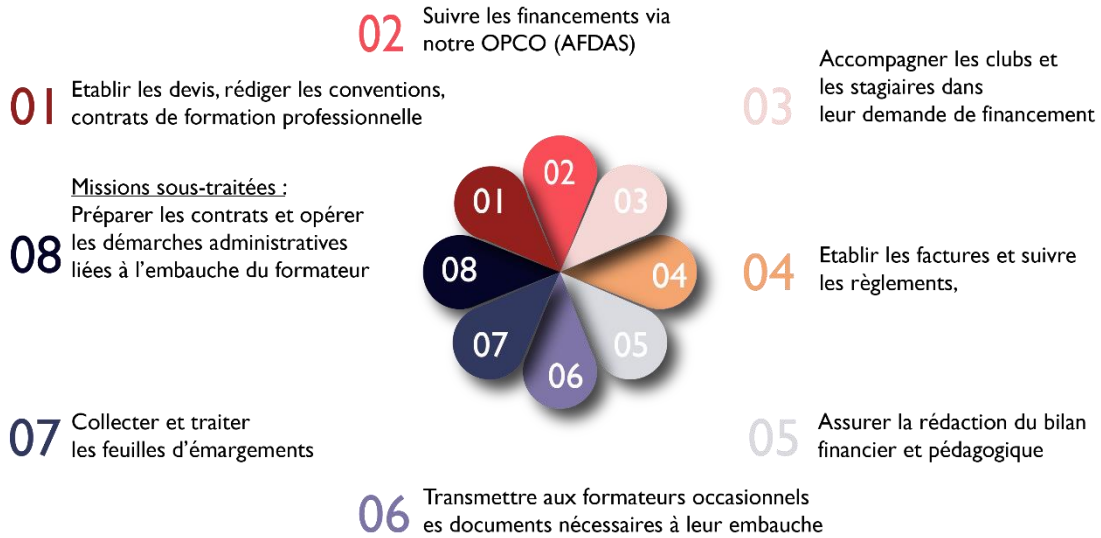 02 Suivre les financements via
notre OPCO (AFDAS)
01 Etablir les devis, rédiger les conventions,
contrats de formation professionnelle
03 Accompagner les clubs et
les stagiaires dans
leur demande de financement
08 Missions sous-traitées :
Préparer les contrats et opérer
les démarches administratives
liées à l'embauche du formateur
04 Etablir les factures et suivre
les règlements,
07 Collecter et traiter
les feuilles d'émargements
05 Assurer la rédaction du bilan
financier et pédagogique
06 Transmettre aux formateurs occasionnels
es documents nécessaires à leur embauche
01
02
03
04
05
06
07
08